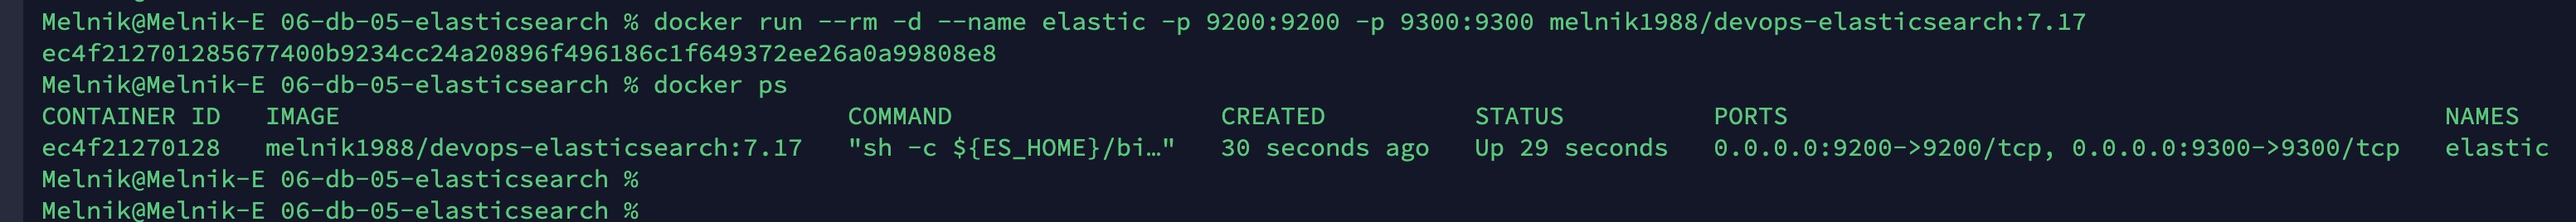 Melnik@Melnik-E 06-db-05-elasticsearch % docker run --rm -d --name elastic -p 9200:9200 -p 9300:9300 melnik1988/devops-elasticsearch:7.17
ec4f212701285677400b9234cc24a20896f496186c1f649372ee26a0a99808e8
Melnik@Melnik-E 06-db-05-elasticsearch % docker ps
CONTAINER ID   IMAGE                                  COMMAND                  CREATED          STATUS          PORTS                                            NAMES
ec4f21270128   melnik1988/devops-elasticsearch:7.17   "sh -c ${ES_HOME}/bi…"   30 seconds ago   Up 29 seconds   0.0.0.0:9200->9200/tcp, 0.0.0.0:9300->9300/tcp   elastic
Melnik@Melnik-E 06-db-05-elasticsearch %
Melnik@Melnik-E 06-db-05-elasticsearch %